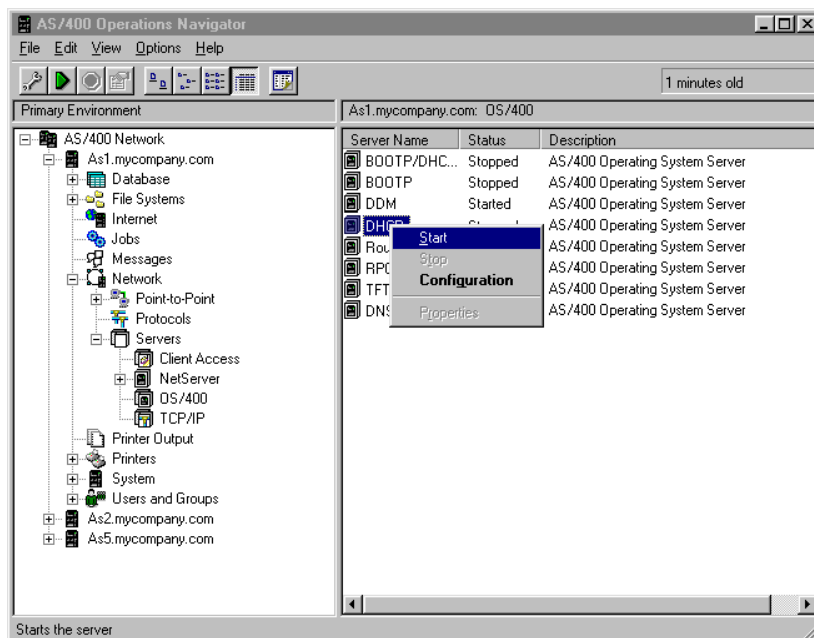 AS/400 Operations Navigator
File Edit View Options Help
1 minutes old
Primary Environment
As1.mycompany.com: OS/400
AS/400 Network
As1.mycompany.com
Database
File Systems
Internet
Jobs
Messages
Network
Point-to-Point
Protocols
Servers
Client Access
NetServer
OS/400
TCP/IP
Printer Output
Printers
System
Users and Groups
As2.mycompany.com
As5.mycompany.com
Server Name Status Description
BOOTP/DHC... Stopped AS/400 Operating System Server
BOOTP Stopped AS/400 Operating System Server
DDM Started AS/400 Operating System Server
DHCP AS/400 Operating System Server
Rou AS/400 Operating System Server
RPC AS/400 Operating System Server
TFT AS/400 Operating System Server
DNS AS/400 Operating System Server
Start
Stop
Configuration
Properties
Starts the server